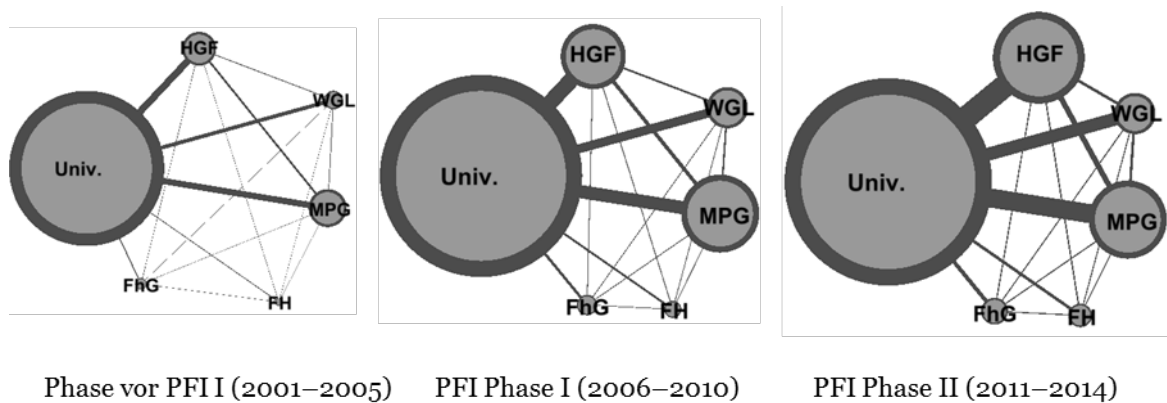 HGF
WGL
Univ.
MPG
FhG
FH
HGF
WGL
Univ.
MPG
FhG
FH
HGF
WGL
Univ.
MPG
FhG
FH
Phase vor PFI I (2001–2005)
PFI Phase I (2006–2010)
PFI Phase II (2011–2014)